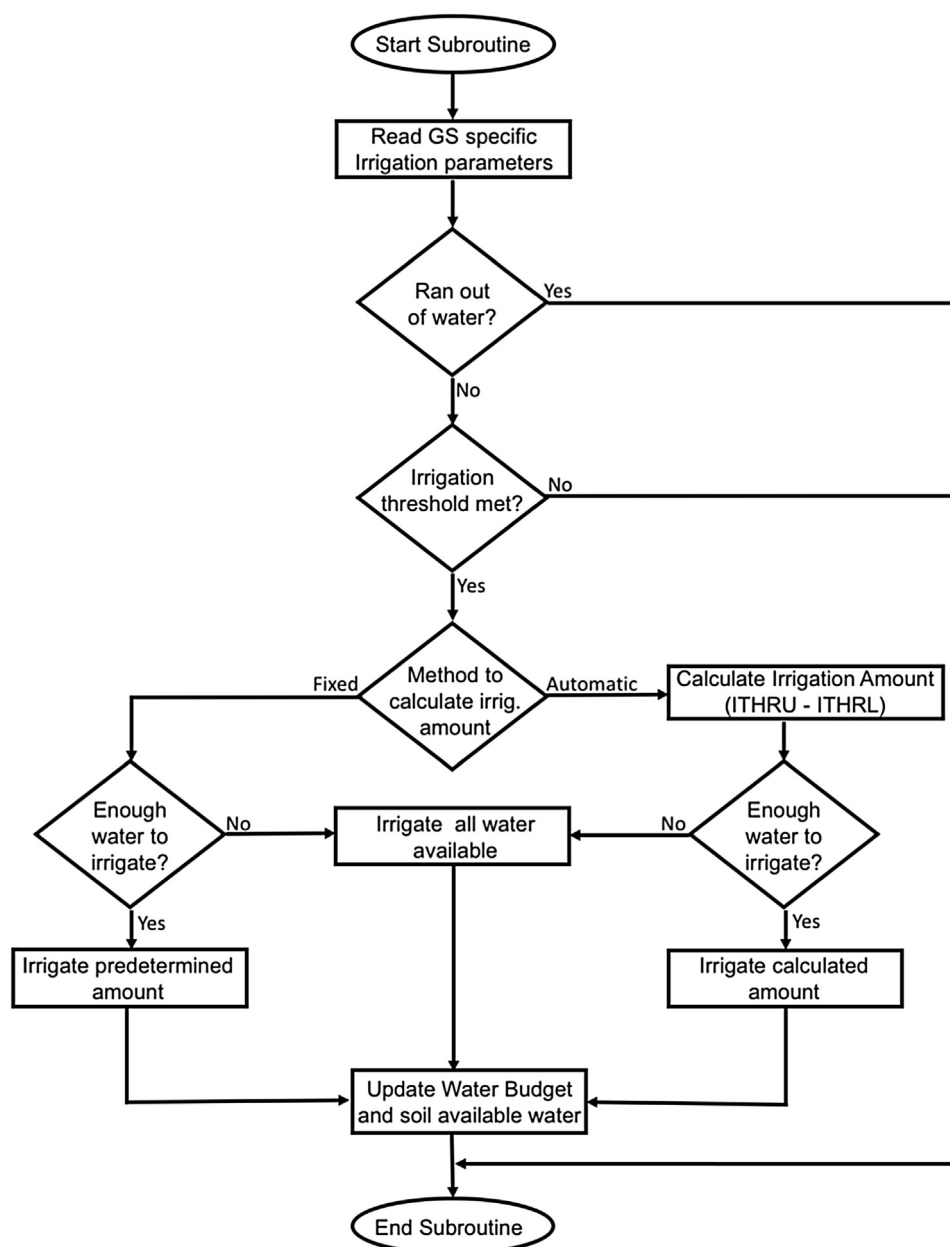 Start Subroutine
Read GS specific
Irrigation parameters
Ran out
of water?
Yes
No
Irrigation
threshold met?
No
Yes
Method to
calculate irrig.
amount
Fixed
Automatic
Calculate Irrigation Amount
(ITHRU - ITHRL)
Enough
water to
irrigate?
No
Irrigate all water
available
No
Enough
water to
irrigate?
Yes
Yes
Irrigate predetermined
amount
Irrigate calculated
amount
Update Water Budget
and soil available water
End Subroutine